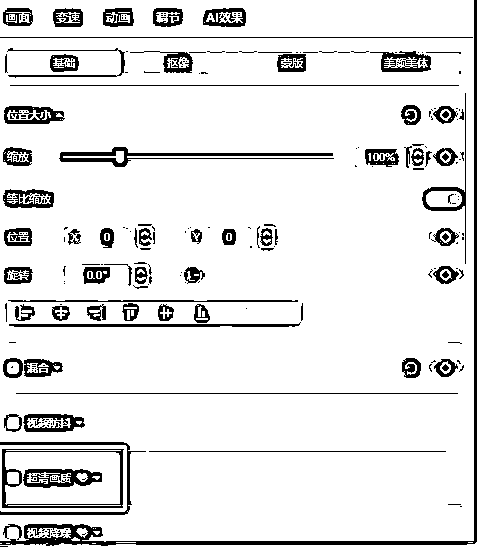 画面 变速 动画 调节 AI效果
基础 抠像 蒙版 美颜美体
位置大小
缩放 100%
等比缩放
位置 X 0 Y 0
旋转 0.0°
混合
视频防抖
超清画质
视频降噪